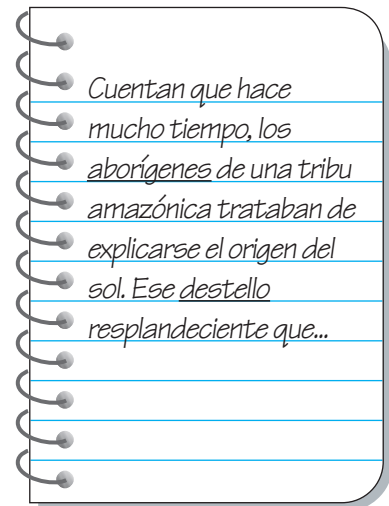 Cuentan que hace
mucho tiempo, los
aborígenes de una tribu
amazónica trataban de
explicarse el origen del
sol. Ese destello
resplandeciente que...